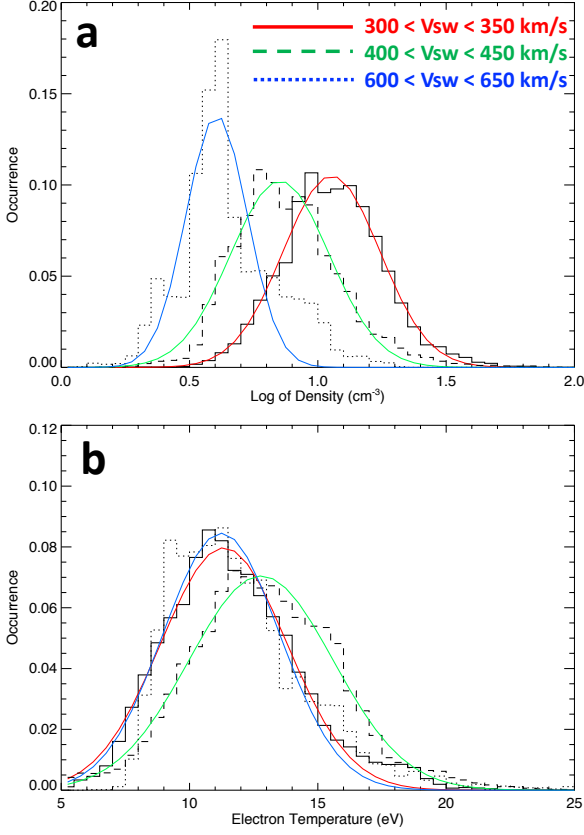 a
300 < Vsw < 350 km/s
400 < Vsw < 450 km/s
600 < Vsw < 650 km/s
0.20
0.15
0.10
0.05
0.00
Occurrence
0.0 0.5 1.0 1.5 2.0
Log of Density (cm⁻³)
b
0.12
0.10
0.08
0.06
0.04
0.02
0.00
Occurrence
5 10 15 20 25
Electron Temperature (eV)